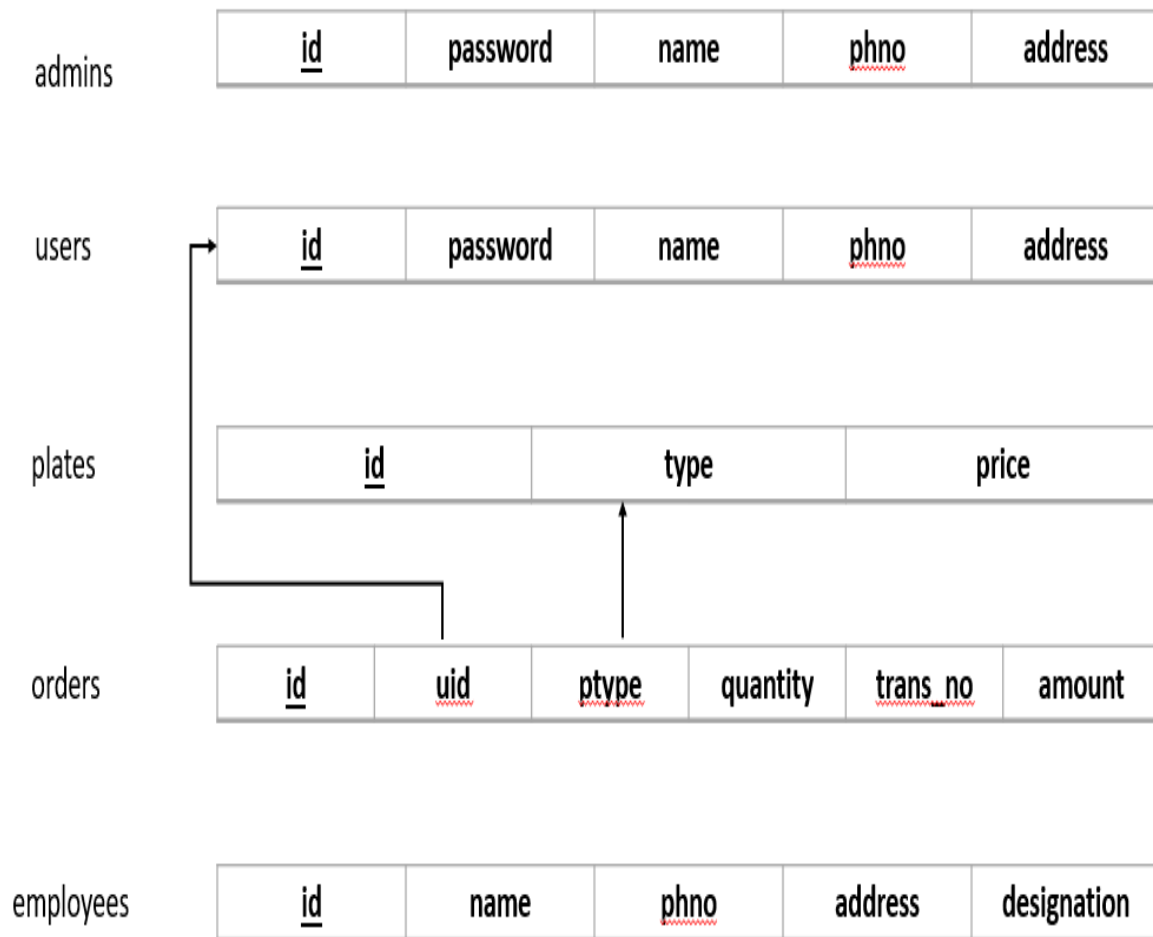 admins id password name phno address
users id password name phno address
plates id type price
orders id uid ptype quantity trans_no amount
employees id name phno address designation